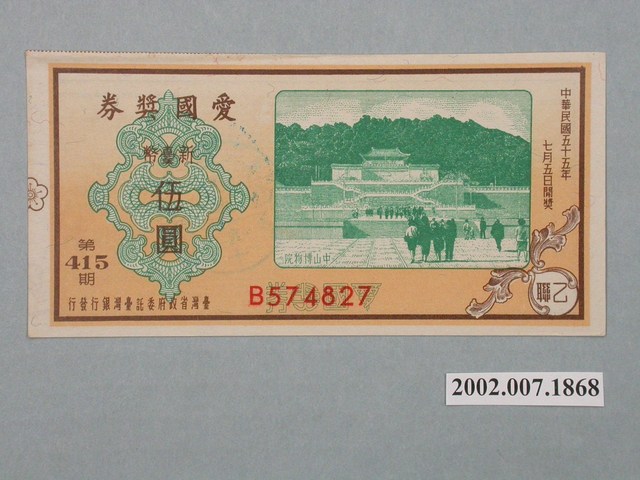 愛國獎券
新臺幣
伍圓
第
415
期
臺灣省政府委託臺灣銀行發行
中山博物院
B574827
中華民國五十五年
七月五日開獎
乙聯
2002.007.1868